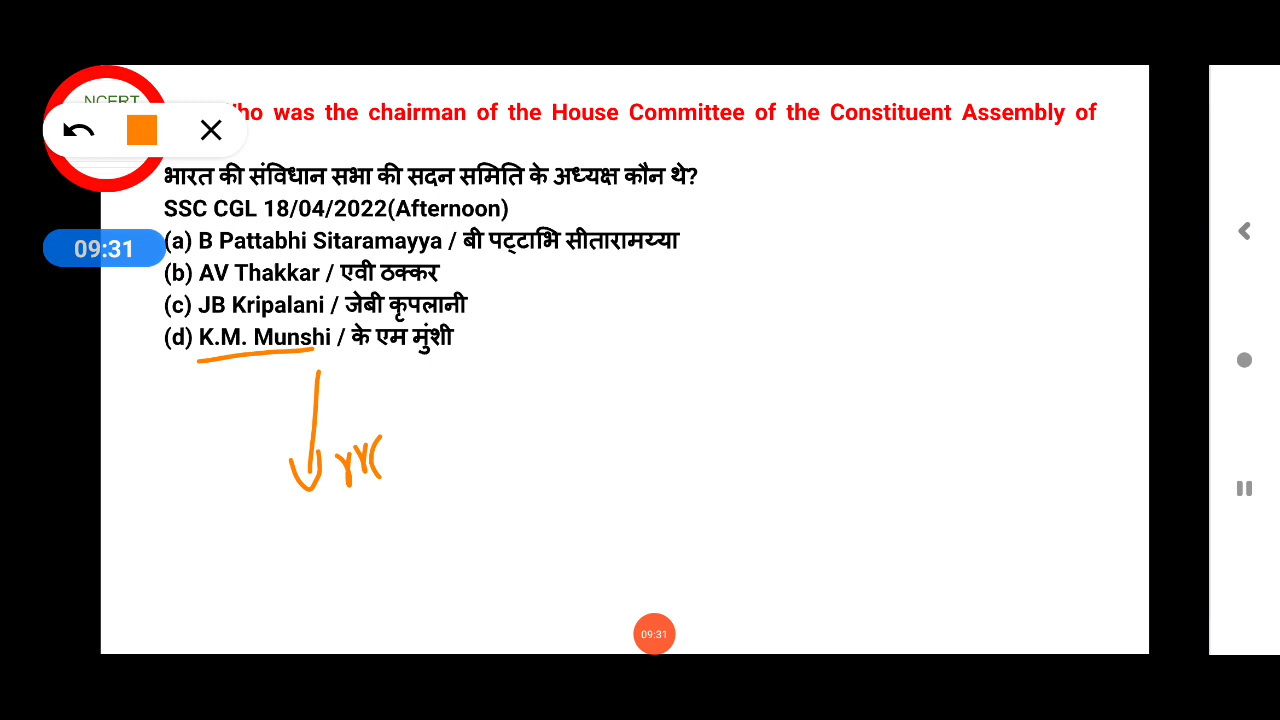 NCERT
ho was the chairman of the House Committee of the Constituent Assembly of
भारत की संविधान सभा की सदन समिति के अध्यक्ष कौन थे?
SSC CGL 18/04/2022(Afternoon)
09:31
(a) B Pattabhi Sitaramayya / बी पट्टाभि सीतारामय्या
(b) AV Thakkar / एवी ठक्कर
(c) JB Kripalani / जेबी कृपलानी
(d) K.M. Munshi / के एम मुंशी
09:31